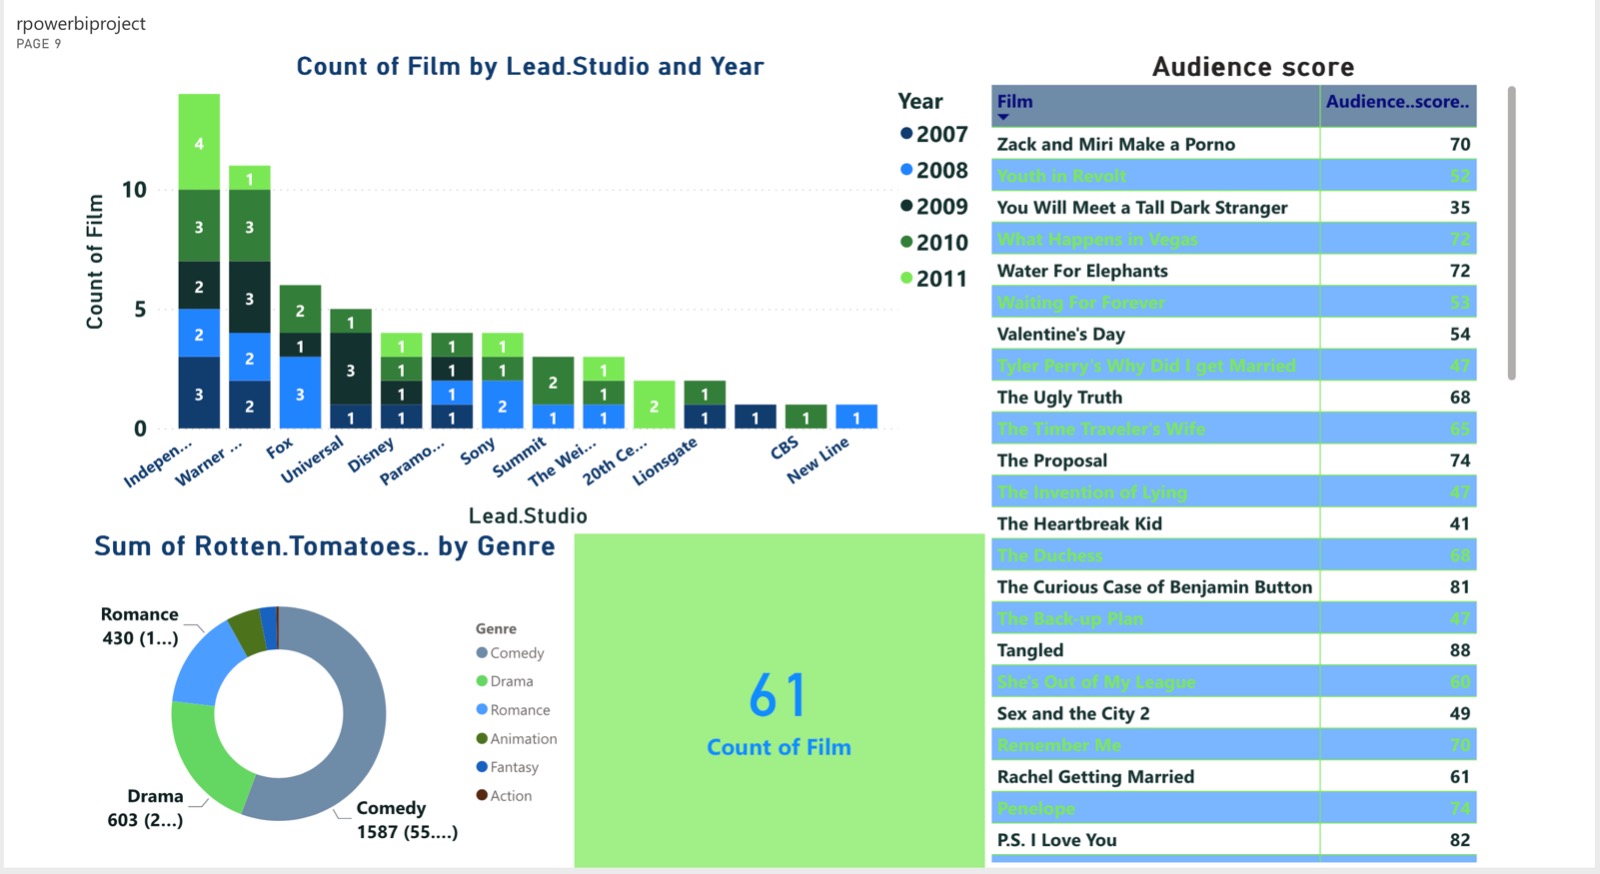 rpowerbiproject
PAGE 9
Count of Film by Lead.Studio and Year
Count of Film
10
5
0
4
3
2
2
3
1
3
3
2
2
2
1
3
1
3
1
1
1
1
1
1
1
1
1
1
1
2
2
1
1
1
1
2
1
1
1
1
1
Indepen...
Warner ...
Fox
Universal
Disney
Paramo...
Sony
Summit
The Wei...
20th Ce...
Lionsgate
CBS
New Line
Lead.Studio
Year
2007
2008
2009
2010
2011
Sum of Rotten.Tomatoes.. by Genre
Romance
430 (1...)
Drama
603 (2...)
Comedy
1587 (55....)
Genre
Comedy
Drama
Romance
Animation
Fantasy
Action
61
Count of Film
Audience score
Film Audience..score..
Zack and Miri Make a Porno 70
Youth in Revolt 52
You Will Meet a Tall Dark Stranger 35
What Happens in Vegas 72
Water For Elephants 72
Waiting For Forever 53
Valentine's Day 54
Tyler Perry's Why Did I get Married 47
The Ugly Truth 68
The Time Traveler's Wife 65
The Proposal 74
The Invention of Lying 47
The Heartbreak Kid 41
The Duchess 68
The Curious Case of Benjamin Button 81
The Back-up Plan 47
Tangled 88
She's Out of My League 60
Sex and the City 2 49
Remember Me 70
Rachel Getting Married 61
Penelope 74
P.S. I Love You 82